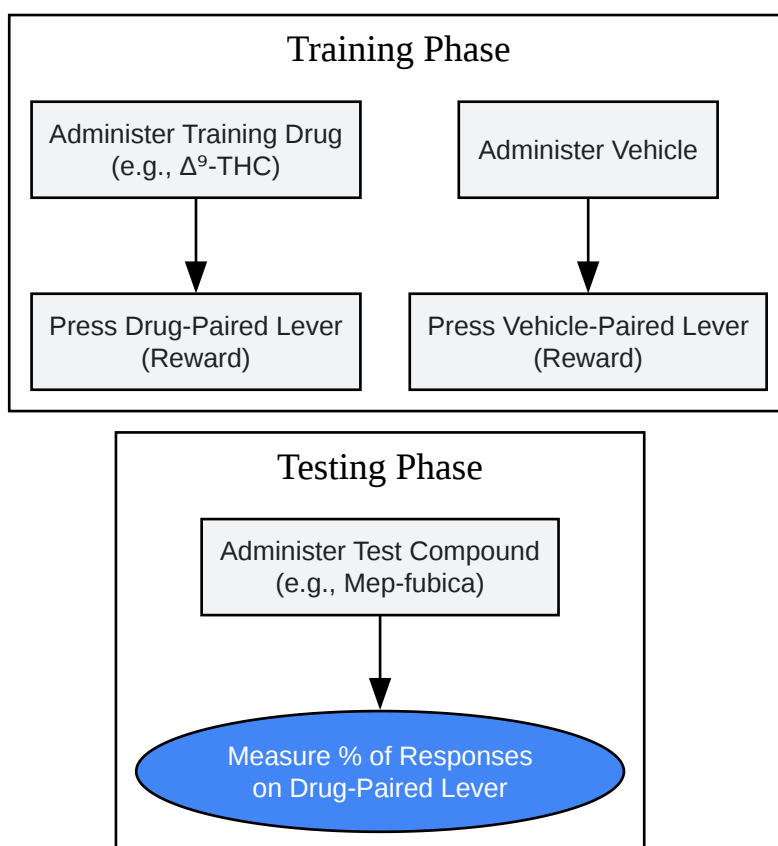 Training Phase
Administer Training Drug
(e.g., Δ⁹-THC)
Administer Vehicle
Press Drug-Paired Lever
(Reward)
Press Vehicle-Paired Lever
(Reward)
Testing Phase
Administer Test Compound
(e.g., Mep-fubica)
Measure % of Responses
on Drug-Paired Lever